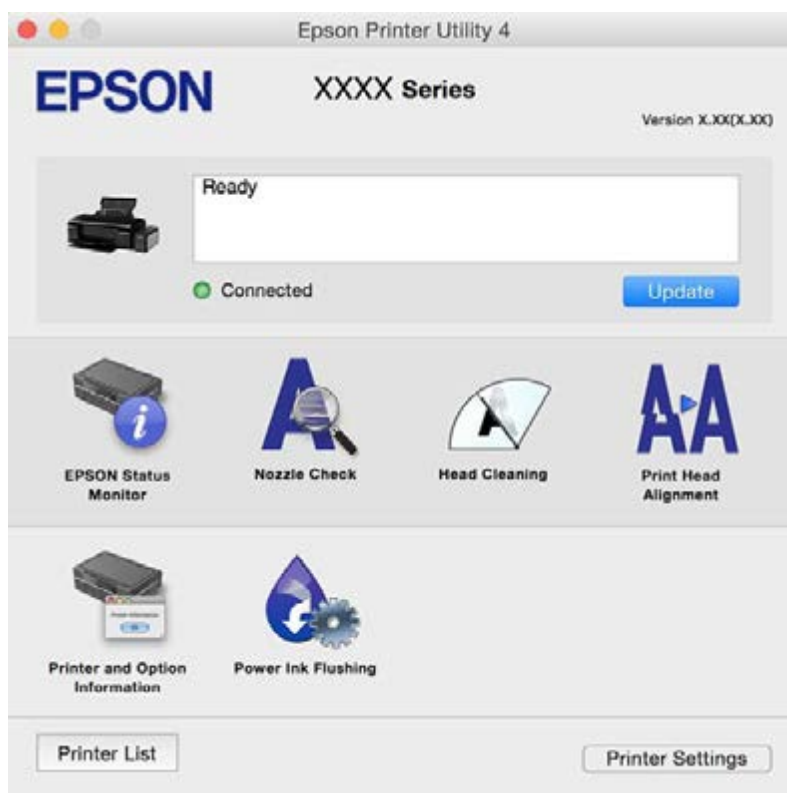 Epson Printer Utility 4
EPSON
XXXX Series
Version X.XX(X.XX)
Ready
Connected
Update
EPSON Status
Monitor
Nozzle Check
Head Cleaning
Print Head
Alignment
Printer and Option
Information
Power Ink Flushing
Printer List
Printer Settings